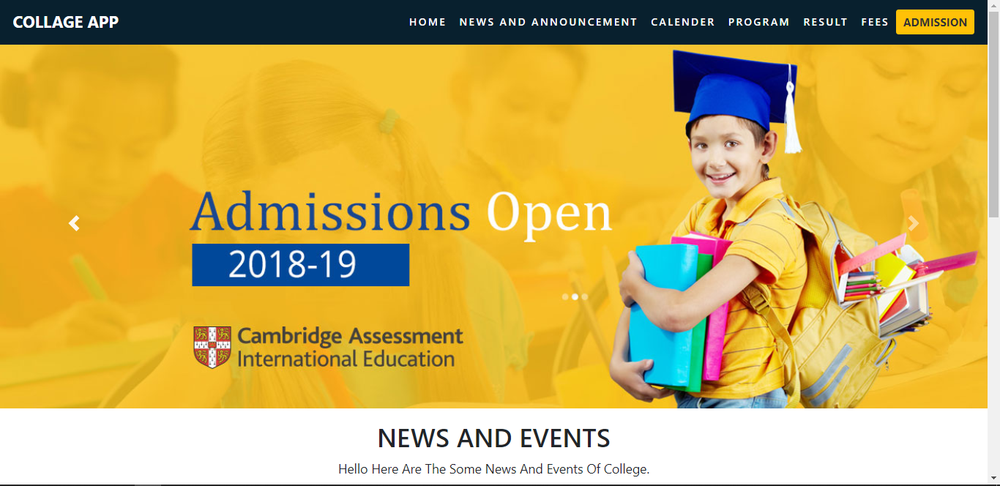 COLLAGE APP
HOME NEWS AND ANNOUNCEMENT CALENDER PROGRAM RESULT FEES ADMISSION
Admissions Open
2018-19
Cambridge Assessment
International Education
NEWS AND EVENTS
Hello Here Are The Some News And Events Of College.